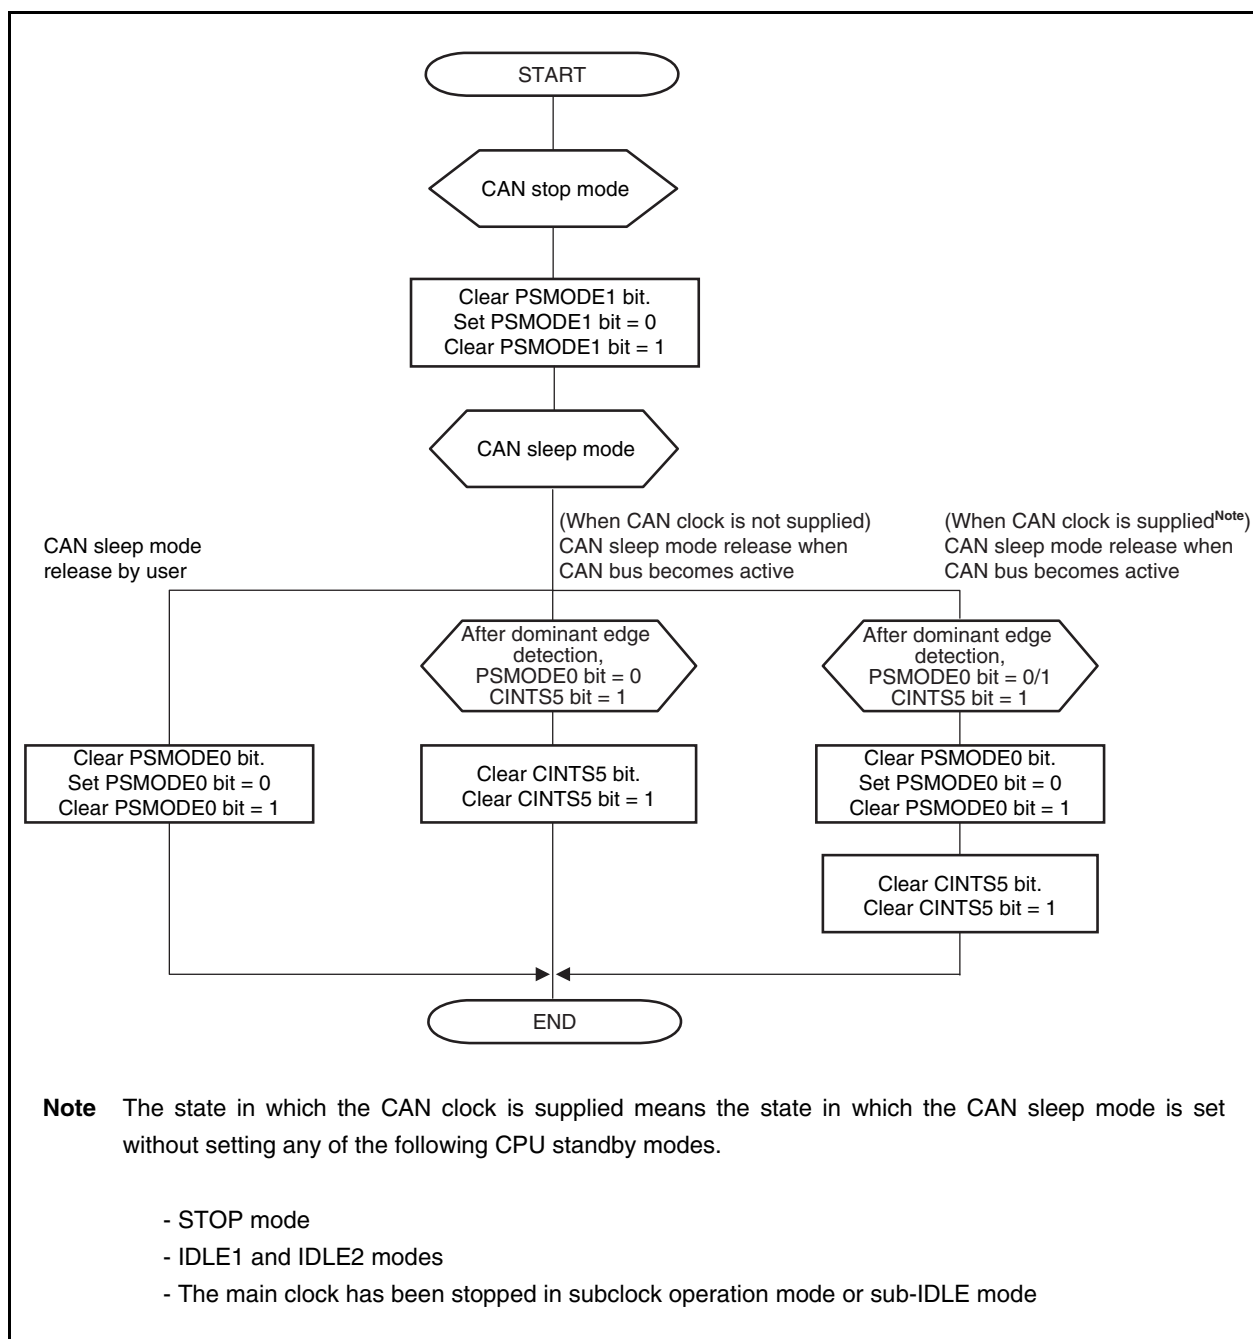 START
CAN stop mode
Clear PSMODE1 bit.
Set PSMODE1 bit = 0
Clear PSMODE1 bit = 1
CAN sleep mode
CAN sleep mode
release by user
(When CAN clock is not supplied)
CAN sleep mode release when
CAN bus becomes active
(When CAN clock is supplied Note)
CAN sleep mode release when
CAN bus becomes active
After dominant edge
detection,
PSMODE0 bit = 0
CINTS5 bit = 1
After dominant edge
detection,
PSMODE0 bit = 0/1
CINTS5 bit = 1
Clear PSMODE0 bit.
Set PSMODE0 bit = 0
Clear PSMODE0 bit = 1
Clear CINTS5 bit.
Clear CINTS5 bit = 1
Clear PSMODE0 bit.
Set PSMODE0 bit = 0
Clear PSMODE0 bit = 1
Clear CINTS5 bit.
Clear CINTS5 bit = 1
END
Note The state in which the CAN clock is supplied means the state in which the CAN sleep mode is set
without setting any of the following CPU standby modes.
- STOP mode
- IDLE1 and IDLE2 modes
- The main clock has been stopped in subclock operation mode or sub-IDLE mode